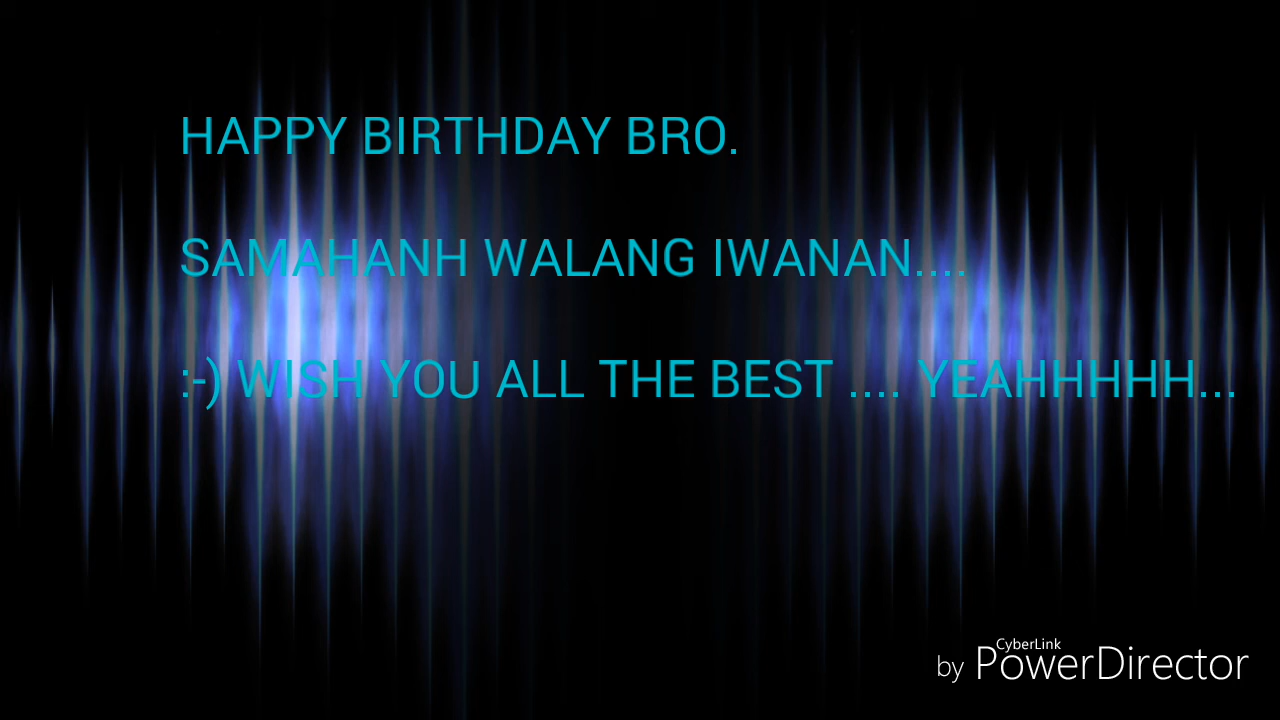 HAPPY BIRTHDAY BRO.
SAMAHANH WALANG IWANAN....
:-) WISH YOU ALL THE BEST .... YEAHHHHH...
by CyberLink PowerDirector